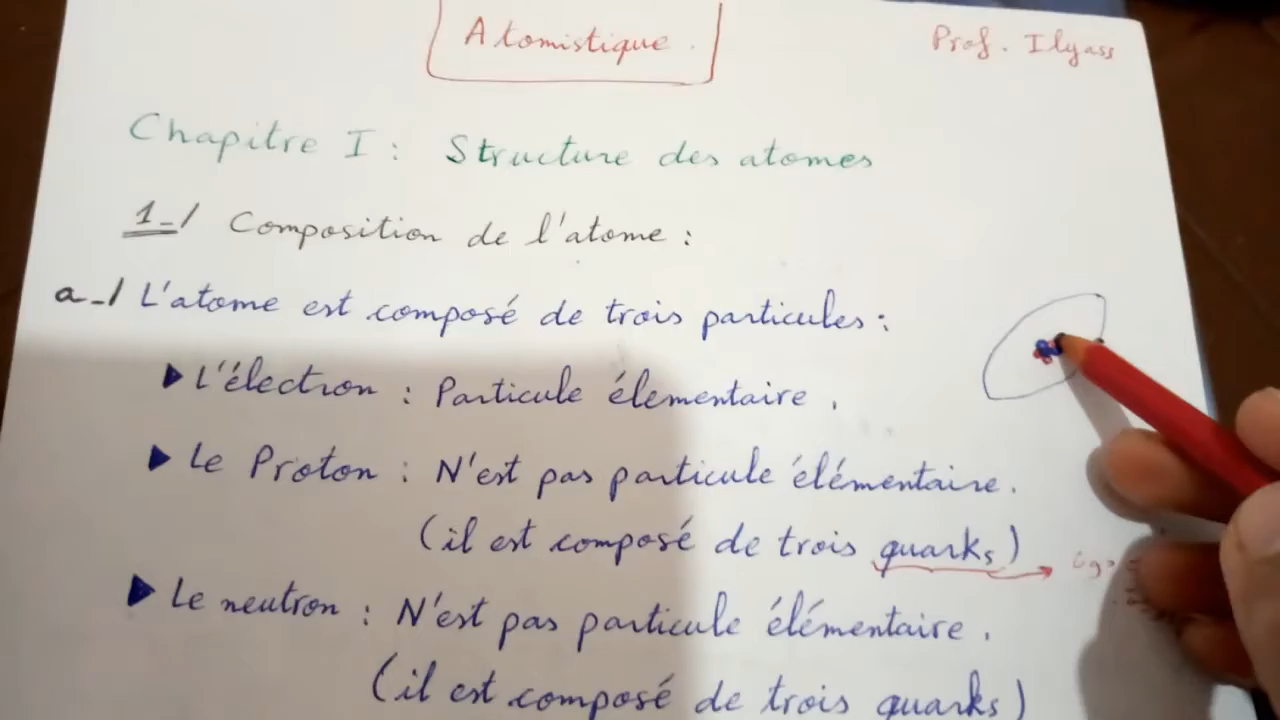 Atomistique.
Prof. Ilyass
Chapitre I : Structure des atomes
1_/ Composition de l'atome :
a_/ L'atome est composé de trois particules :
▶ L'électron : Particule élementaire .
▶ Le Proton : N'est pas particule élémentaire .
(il est composé de trois quarks)
▶ Le neutron : N'est pas particule élémentaire .
(il est composé de trois quarks)